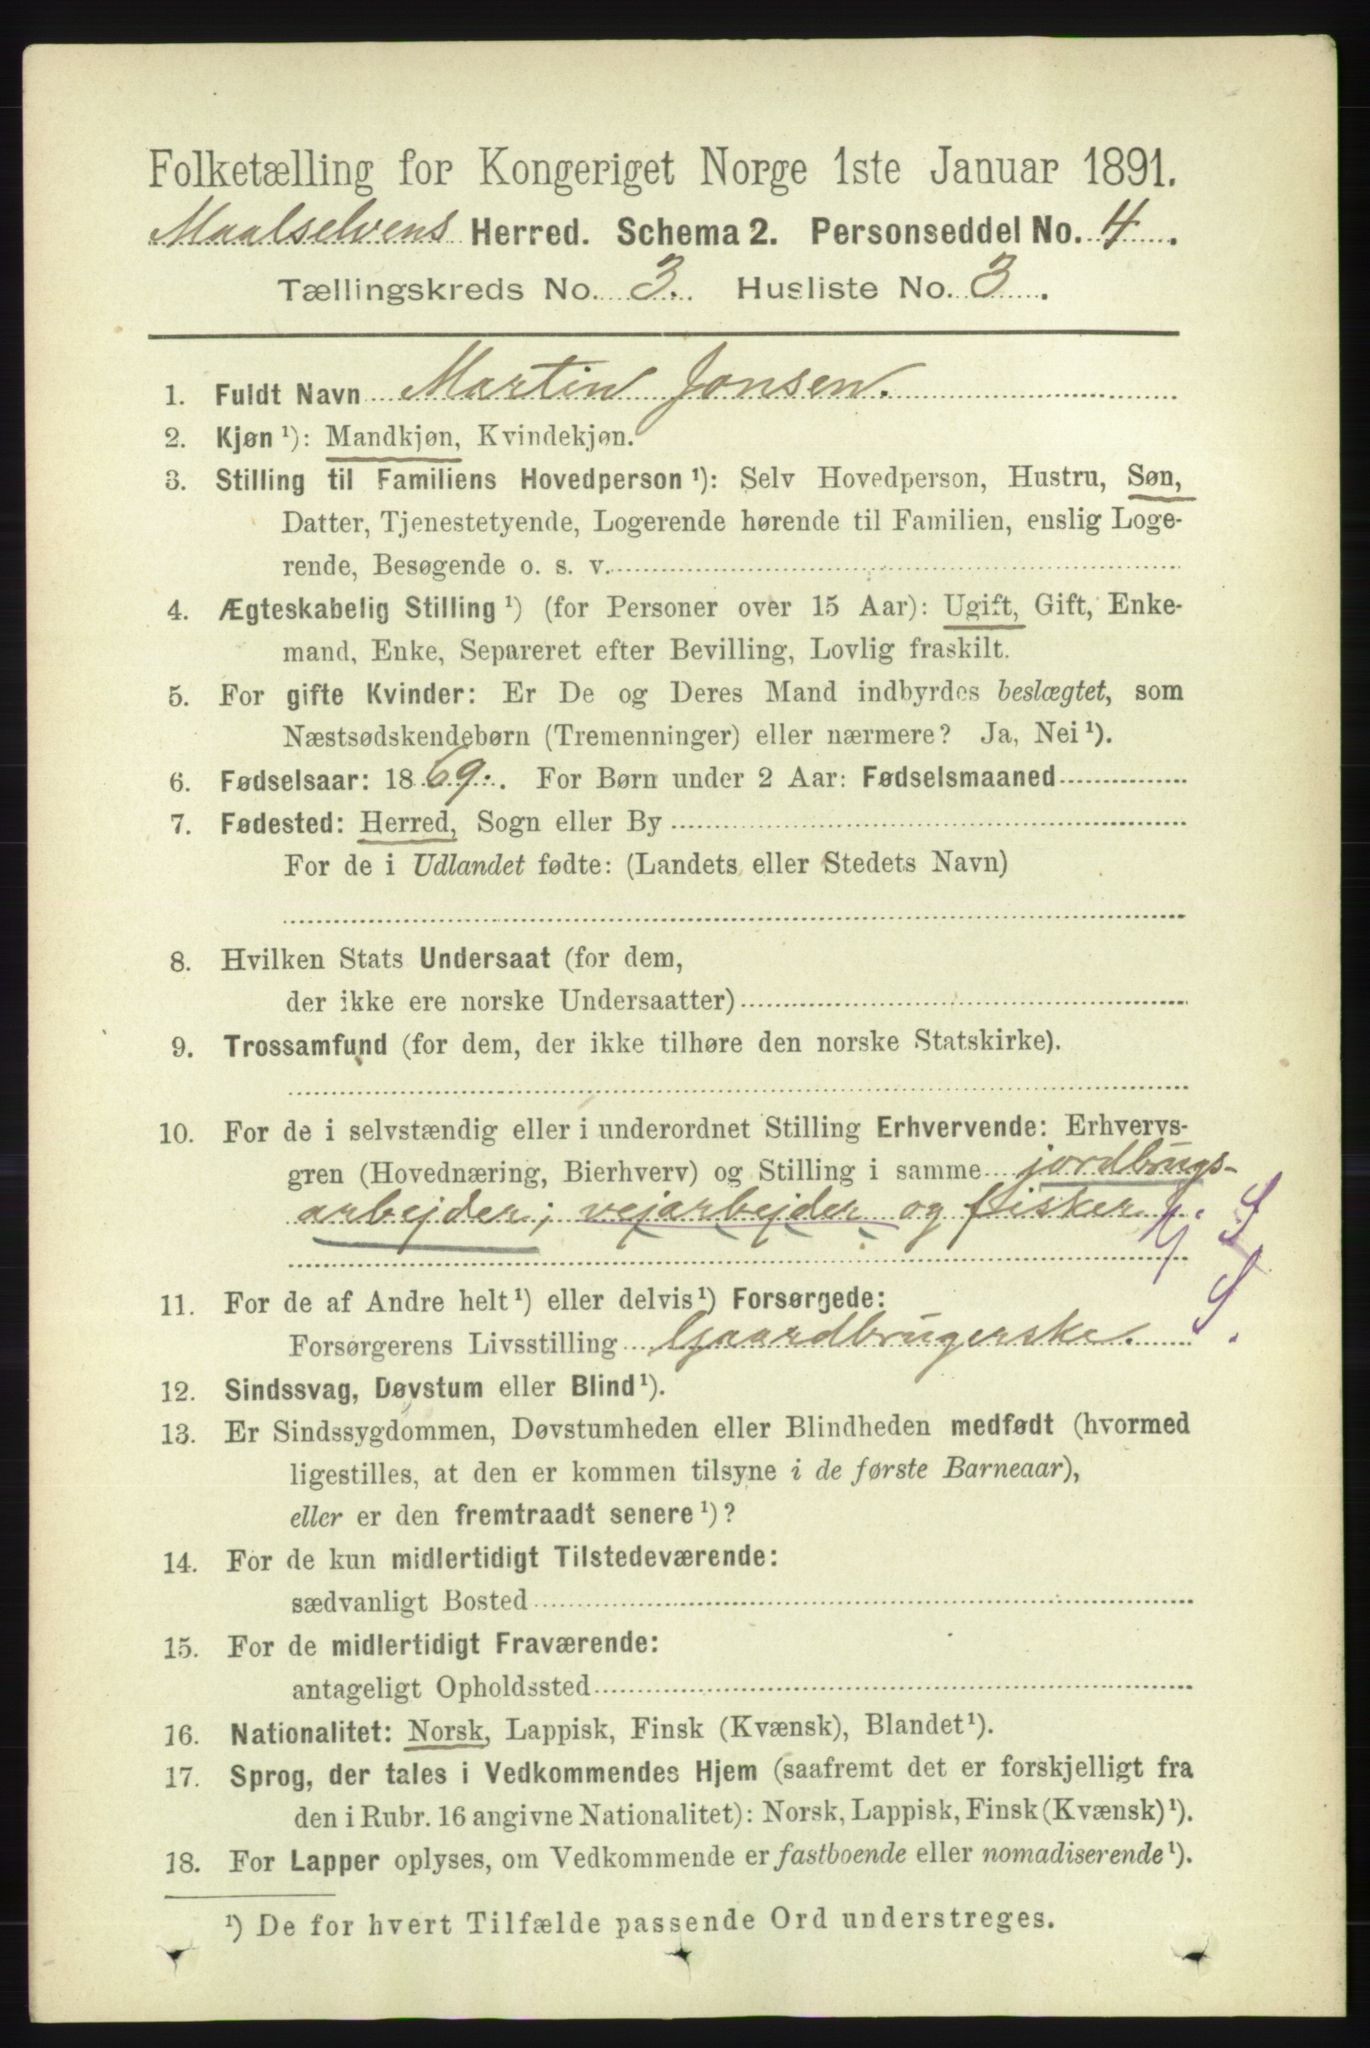 Folketælling for Kongeriget Norge 1ste Januar 1891.
Maalselvens Herred. Schema 2. Personseddel No. 4.
Tællingskreds No. 3. Husliste No. 3.
1. Fuldt Navn Martin Jonsen.
2. Kjøn ¹): Mandkjøn, Kvindekjøn.
3. Stilling til Familiens Hovedperson ¹): Selv Hovedperson, Hustru, Søn,
Datter, Tjenestetyende, Logerende hørende til Familien, enslig Loge-
rende, Besøgende o. s. v.
4. Ægteskabelig Stilling ¹) (for Personer over 15 Aar): Ugift, Gift, Enke-
mand, Enke, Separeret efter Bevilling, Lovlig fraskilt.
5. For gifte Kvinder: Er De og Deres Mand indbyrdes beslægtet, som
Næstsødskendebørn (Tremenninger) eller nærmere? Ja, Nei ¹).
6. Fødselsaar: 1869. For Børn under 2 Aar: Fødselsmaaned
7. Fødested: Herred, Sogn eller By
For de i Udlandet fødte: (Landets eller Stedets Navn)
8. Hvilken Stats Undersaat (for dem,
der ikke ere norske Undersaatter)
9. Trossamfund (for dem, der ikke tilhøre den norske Statskirke).
10. For de i selvstændig eller i underordnet Stilling Erhvervende: Erhvervs-
gren (Hovednæring, Bierhverv) og Stilling i samme jordbrugs-
arbejder; vejarbejder og fisker. S
S.
11. For de af Andre helt ¹) eller delvis ¹) Forsørgede:
Forsørgerens Livsstilling Gaardbrugerske.
12. Sindssvag, Døvstum eller Blind ¹).
13. Er Sindssygdommen, Døvstumheden eller Blindheden medfødt (hvormed
ligestilles, at den er kommen tilsyne i de første Barneaar),
eller er den fremtraadt senere ¹)?
14. For de kun midlertidigt Tilstedeværende:
sædvanligt Bosted
15. For de midlertidigt Fraværende:
antageligt Opholdssted
16. Nationalitet: Norsk, Lappisk, Finsk (Kvænsk), Blandet ¹).
17. Sprog, der tales i Vedkommendes Hjem (saafremt det er forskjelligt fra
den i Rubr. 16 angivne Nationalitet): Norsk, Lappisk, Finsk (Kvænsk) ¹).
18. For Lapper oplyses, om Vedkommende er fastboende eller nomadiserende ¹).
¹) De for hvert Tilfælde passende Ord understreges.